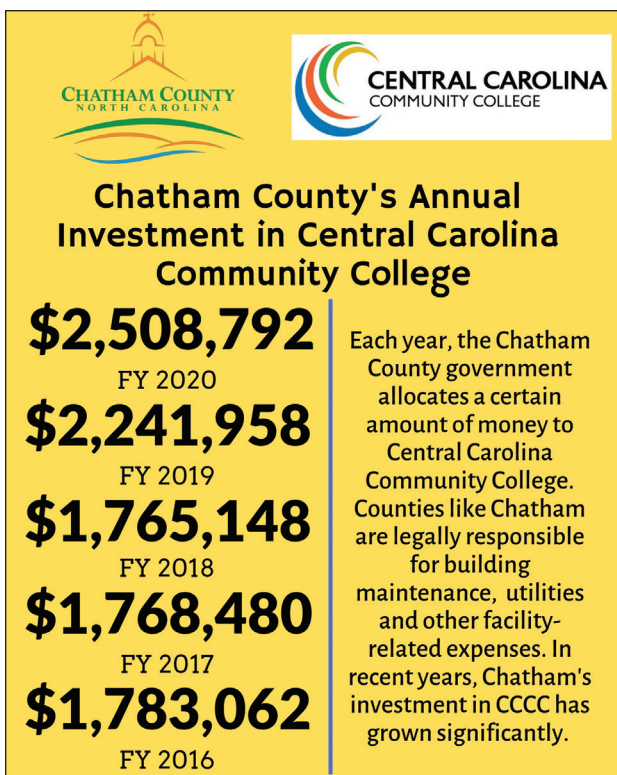 CHATHAM COUNTY
NORTH CAROLINA
CENTRAL CAROLINA
COMMUNITY COLLEGE
Chatham County's Annual
Investment in Central Carolina
Community College
$2,508,792
FY 2020
$2,241,958
FY 2019
$1,765,148
FY 2018
$1,768,480
FY 2017
$1,783,062
FY 2016
Each year, the Chatham
County government
allocates a certain
amount of money to
Central Carolina
Community College.
Counties like Chatham
are legally responsible
for building
maintenance, utilities
and other facility-
related expenses. In
recent years, Chatham's
investment in CCCC has
grown significantly.